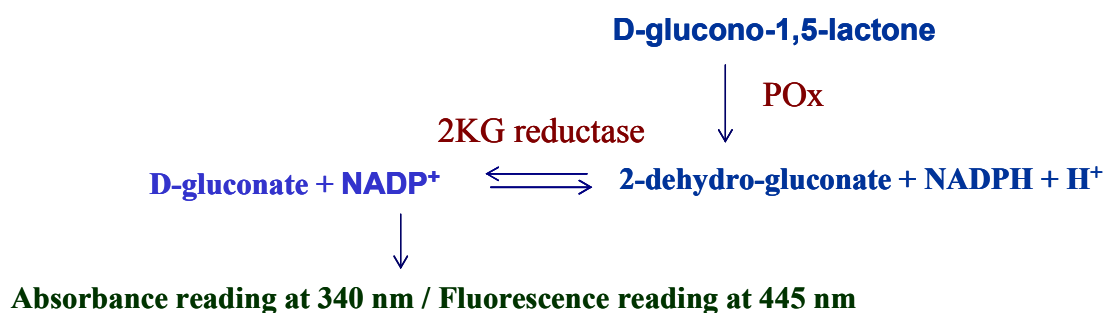 D-glucono-1,5-lactone
POx
2KG reductase
D-gluconate + NADP⁺ 2-dehydro-gluconate + NADPH + H⁺
Absorbance reading at 340 nm / Fluorescence reading at 445 nm